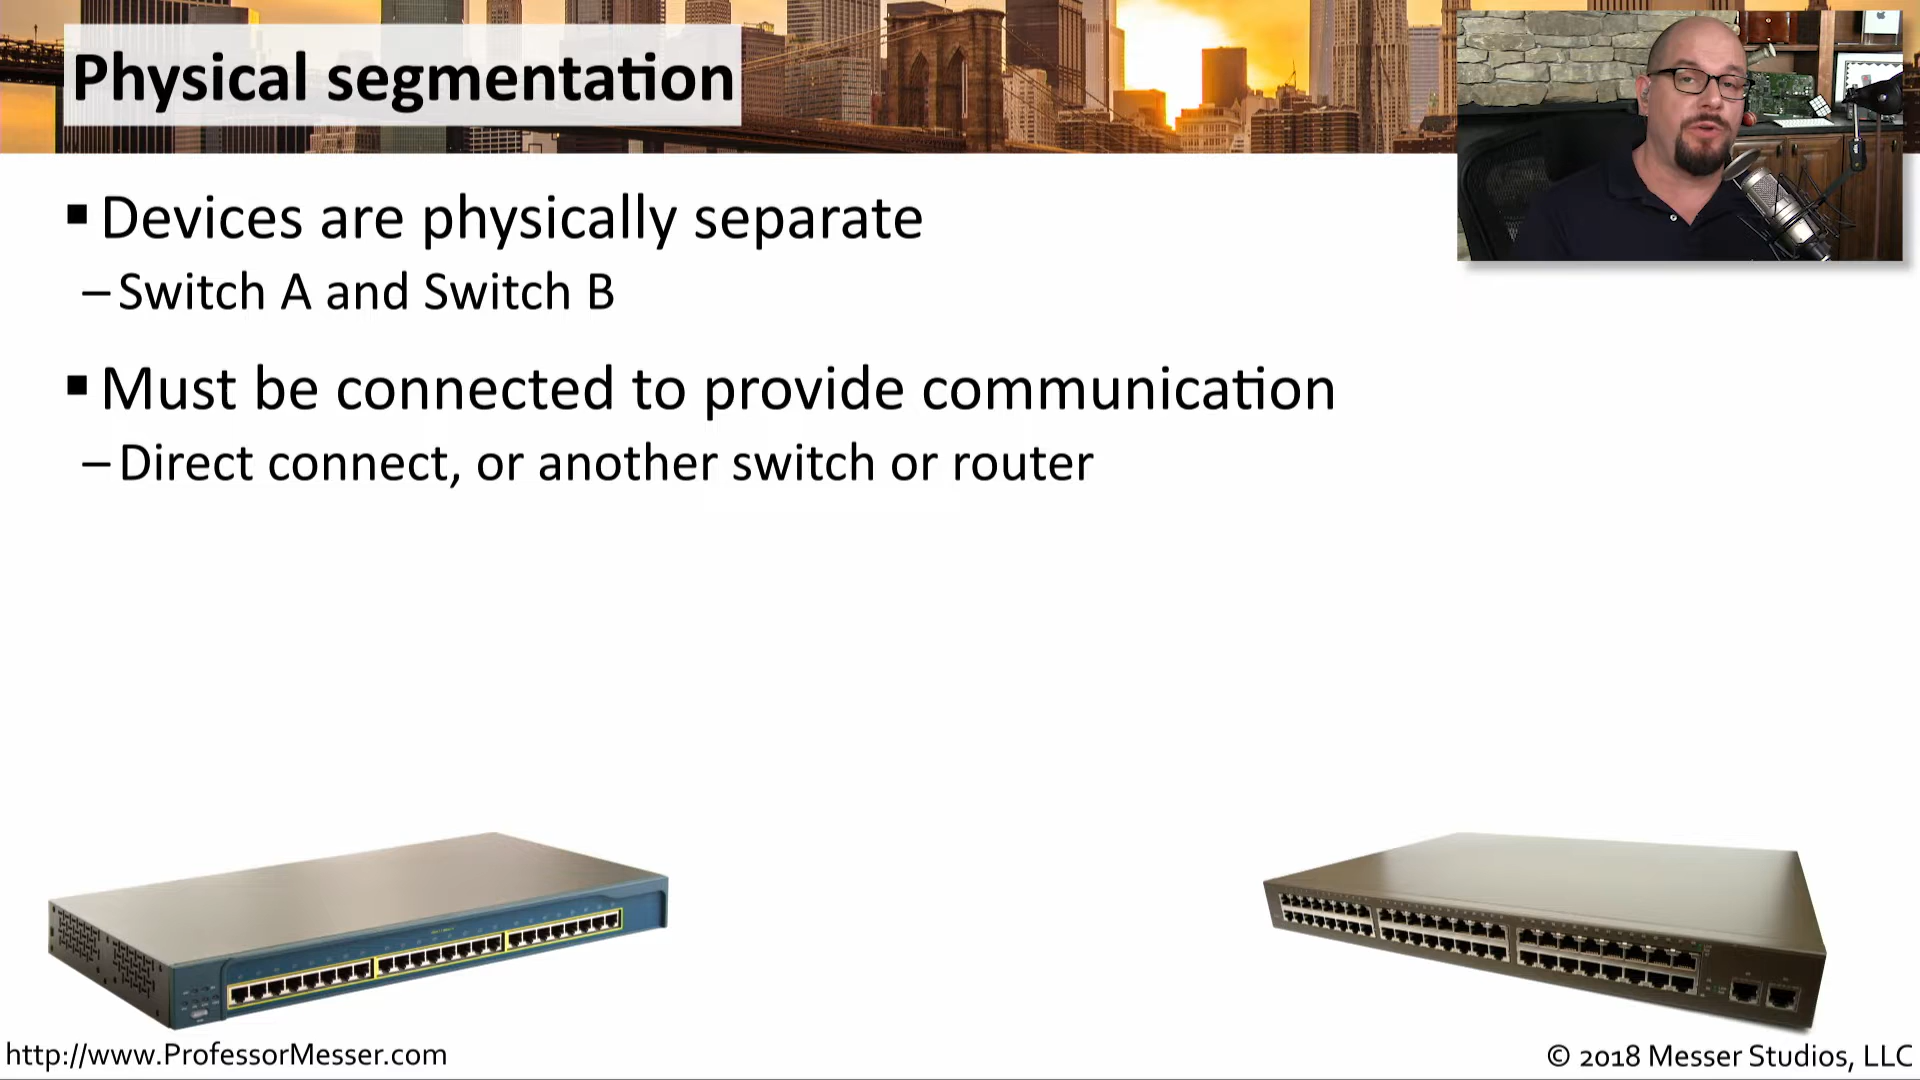 Physical segmentation
▪ Devices are physically separate
– Switch A and Switch B
▪ Must be connected to provide communication
– Direct connect, or another switch or router
http://www.ProfessorMesser.com
© 2018 Messer Studios, LLC